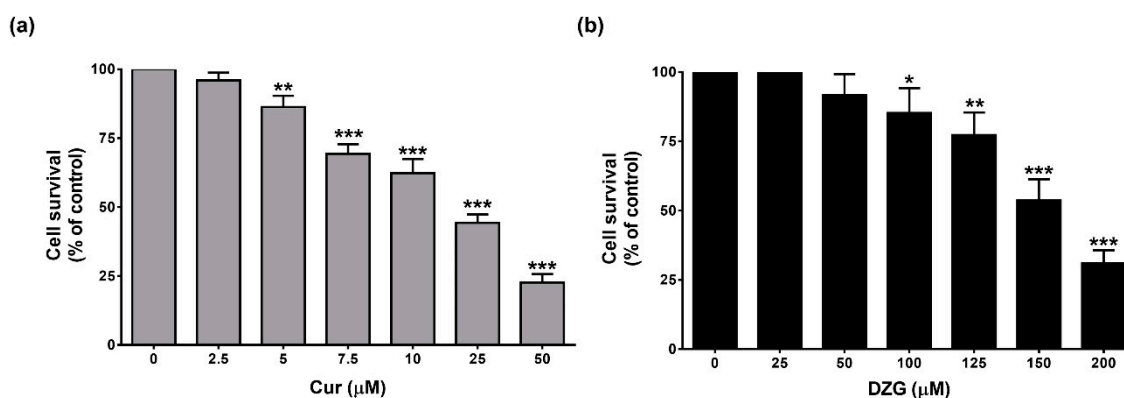 (a)
Cell survival
(% of control)
100
75
50
25
0
**
***
***
***
***
0 2.5 5 7.5 10 25 50
Cur (μM)
(b)
Cell survival
(% of control)
100
75
50
25
0
*
**
***
***
0 25 50 100 125 150 200
DZG (μM)